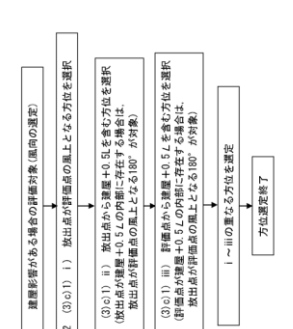 建屋影響がある場合の評価対象(風向の選定)
2 (3)c)1) i) 放出点が評価点の風上となる方位を選択
(3)c)1) ii) 放出点から建屋+0.5Lを含む方位を選択
(放出点が建屋+0.5Lの内部に存在する場合は,
放出点が評価点の風上となる180°が対象)
(3)c)1) iii) 評価点から建屋+0.5Lを含む方位を選択
(評価点が建屋+0.5Lの内部に存在する場合は,
放出点が評価点の風上となる180°が対象)
i~iiiの重なる方位を選定
方位選定終了